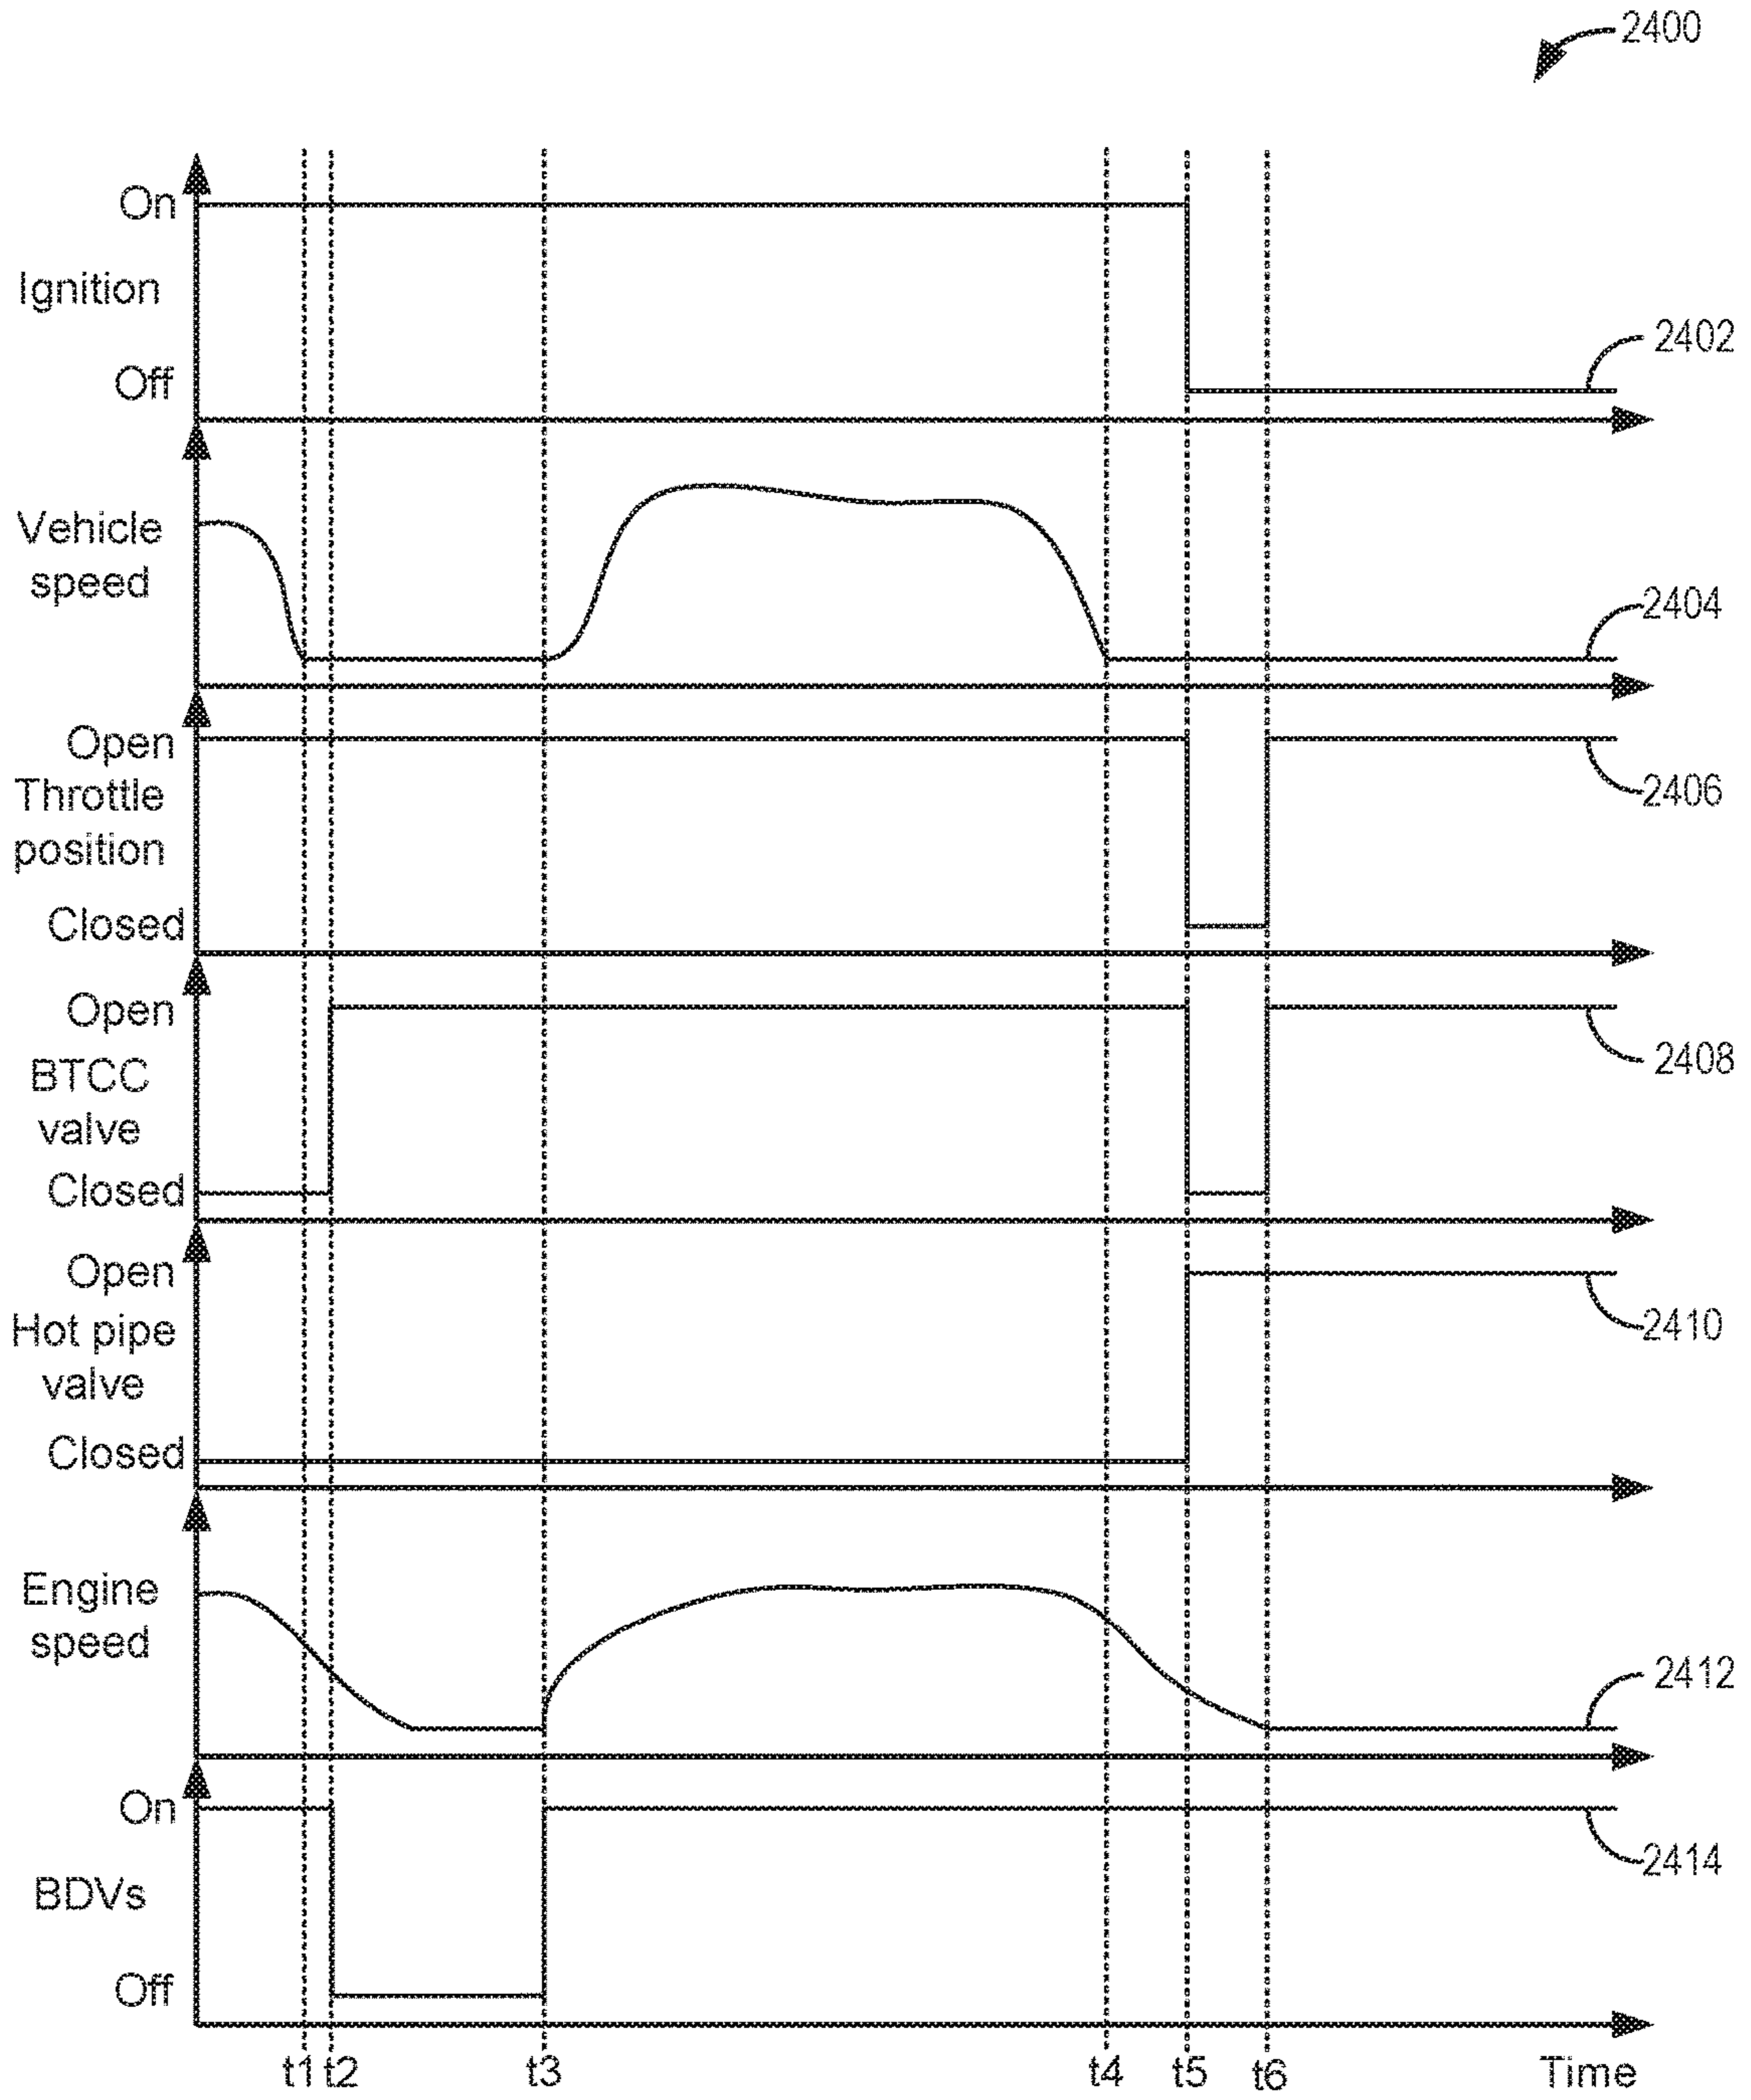 2400
On
Ignition
Off
2402
Vehicle
speed
2404
Open
Throttle
position
Closed
2406
Open
BTCC
valve
Closed
2408
Open
Hot pipe
valve
Closed
2410
Engine
speed
2412
On
BDVs
Off
2414
t1 t2 t3 t4 t5 t6 Time